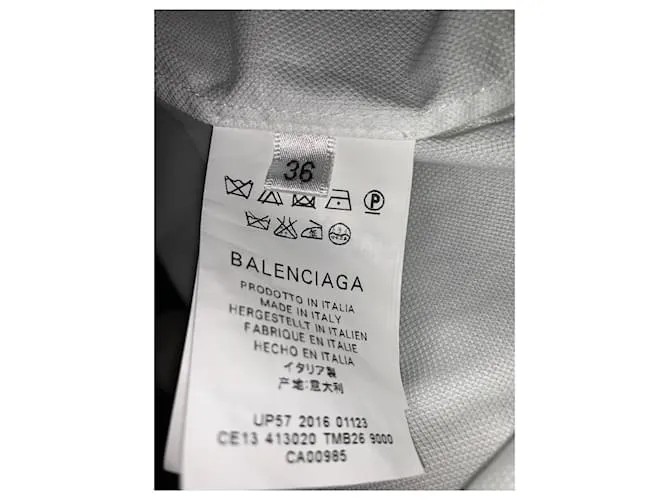 36
P
BALENCIAGA
PRODOTTO IN ITALIA
MADE IN ITALY
HERGESTELLT IN ITALIEN
FABRIQUE EN ITALIE
HECHO EN ITALIA
イタリア製
产地:意大利
UP57 2016 01123
CE13 413020 TMB26 9000
CA00985